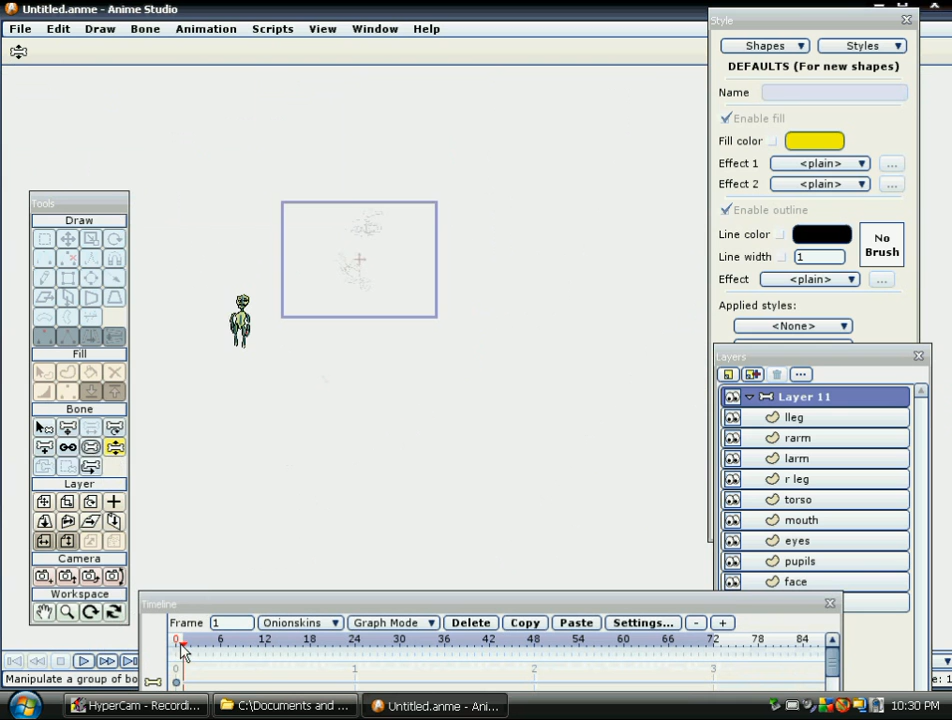 Untitled.anme - Anime Studio
File Edit Draw Bone Animation Scripts View Window Help
Style
Shapes Styles
DEFAULTS (For new shapes)
Name
Enable fill
Fill color
Effect 1 <plain> ...
Effect 2 <plain> ...
Enable outline
Line color
Line width 1
No Brush
Effect <plain> ...
Applied styles:
<None>
Tools
Draw
Fill
Bone
Layer
Camera
Workspace
Layers
...
Layer 11
lleg
rarm
larm
r leg
torso
mouth
eyes
pupils
face
Timeline
Frame 1 Onionskins Graph Mode Delete Copy Paste Settings... - +
0 6 12 18 24 30 36 42 48 54 60 66 72 78 84
0 1 2 3
Manipulate a group of bo
HyperCam - Recordi... C:\Documents and ... Untitled.anme - Ani... 10:30 PM